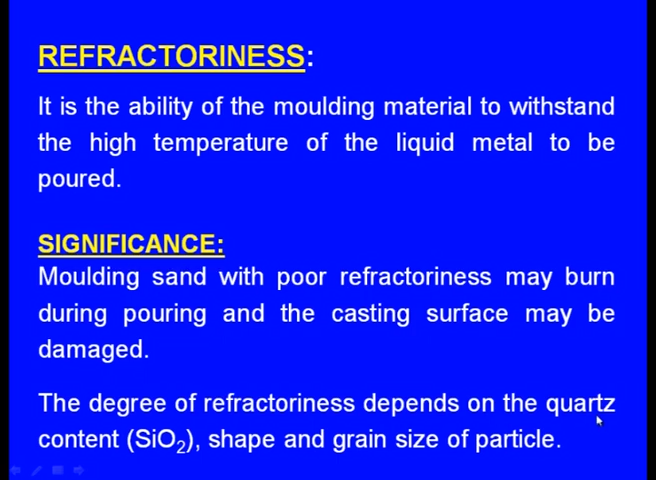 REFRACTORINESS:
It is the ability of the moulding material to withstand
the high temperature of the liquid metal to be
poured.
SIGNIFICANCE:
Moulding sand with poor refractoriness may burn
during pouring and the casting surface may be
damaged.
The degree of refractoriness depends on the quartz
content (SiO₂), shape and grain size of particle.